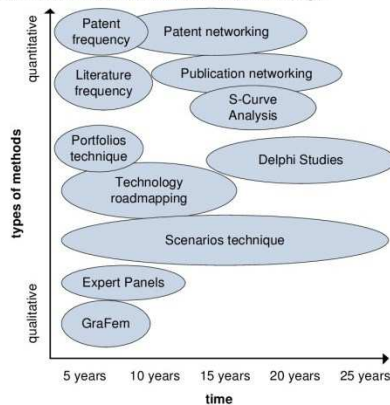 quantitative
types of methods
qualitative
Patent
frequency
Patent networking
Literature
frequency
Publication networking
S-Curve
Analysis
Portfolios
technique
Delphi Studies
Technology
roadmapping
Scenarios technique
Expert Panels
GraFem
5 years
10 years
15 years
20 years
25 years
time